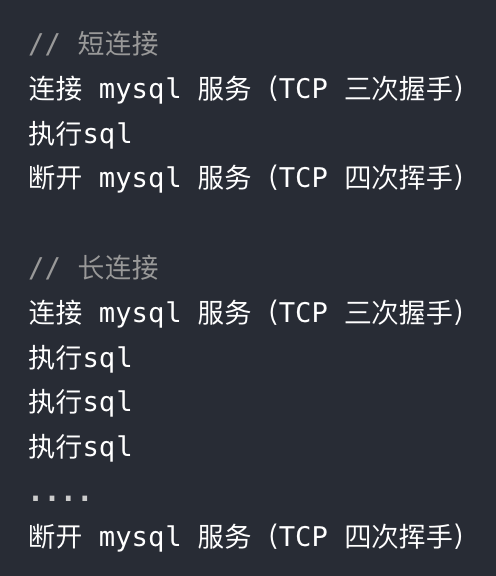 // 短连接
连接 mysql 服务（TCP 三次握手）
执行sql
断开 mysql 服务（TCP 四次挥手）

// 长连接
连接 mysql 服务（TCP 三次握手）
执行sql
执行sql
执行sql
....
断开 mysql 服务（TCP 四次挥手）